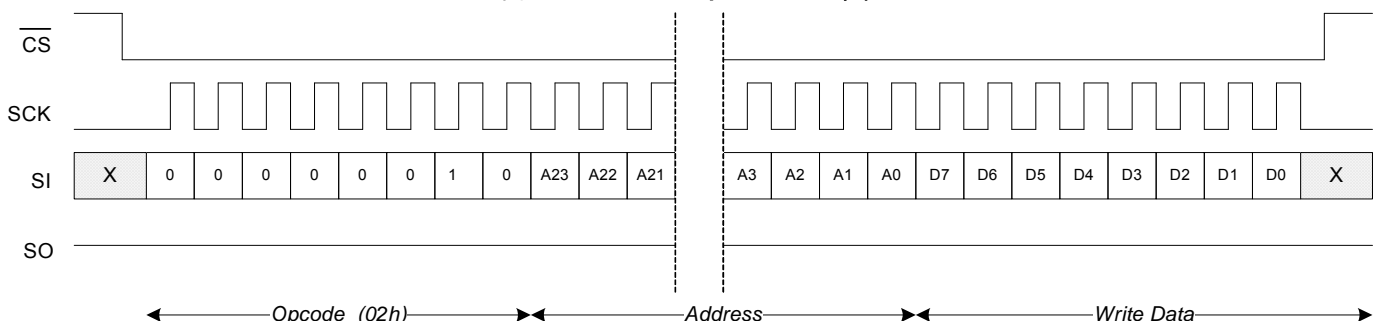 CS
SCK
SI X 0 0 0 0 0 0 1 0 A23 A22 A21 A3 A2 A1 A0 D7 D6 D5 D4 D3 D2 D1 D0 X
SO
Opcode (02h) Address Write Data